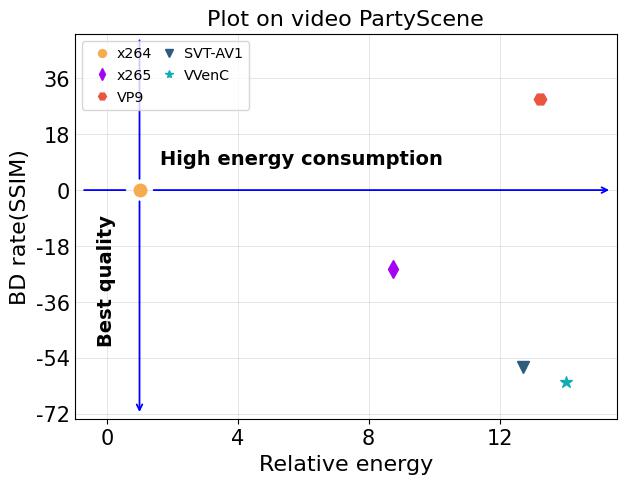 Plot on video PartyScene
x264
x265
VP9
SVT-AV1
VVenC
36
18
0
-18
-36
-54
-72
BD rate(SSIM)
High energy consumption
Best quality
0
4
8
12
Relative energy